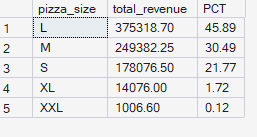 pizza_size total_revenue PCT
1 L 375318.70 45.89
2 M 249382.25 30.49
3 S 178076.50 21.77
4 XL 14076.00 1.72
5 XXL 1006.60 0.12